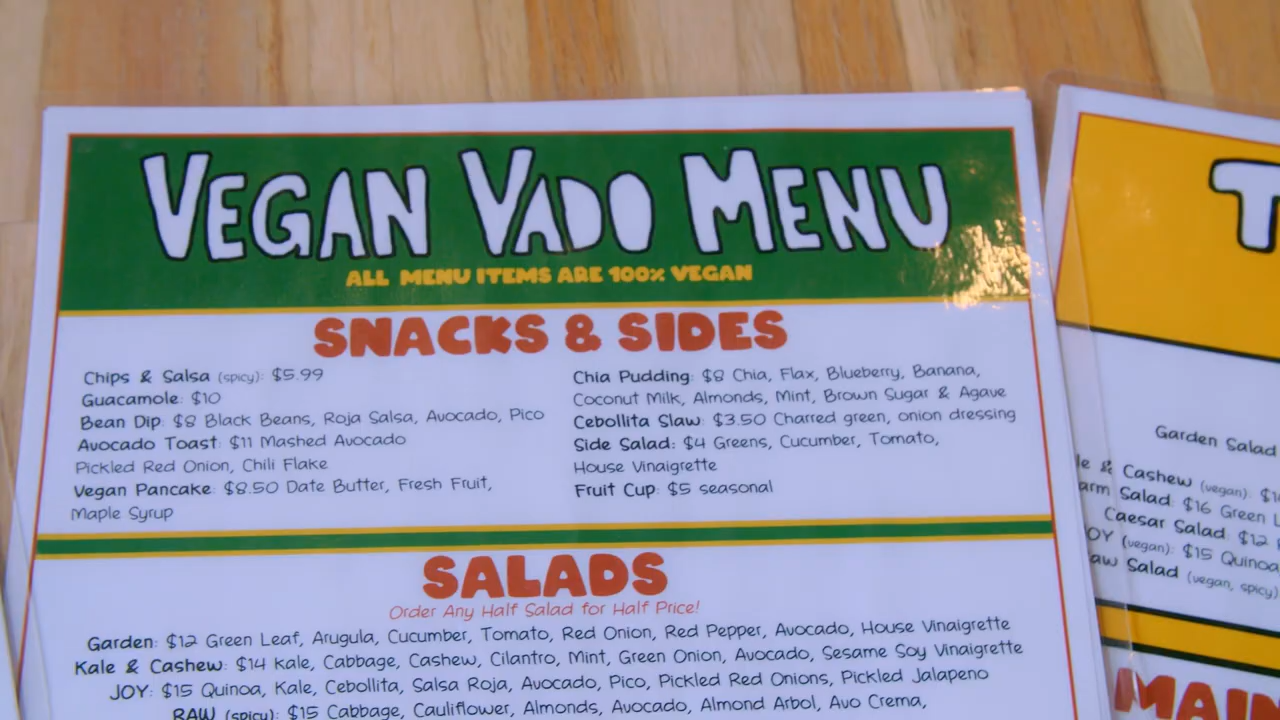 VEGAN VADO MENU
ALL MENU ITEMS ARE 100% VEGAN
SNACKS & SIDES
Chips & Salsa (spicy): $5.99
Guacamole: $10
Bean Dip: $8 Black Beans, Roja Salsa, Avocado, Pico
Avocado Toast: $11 Mashed Avocado
Pickled Red Onion, Chili Flake
Vegan Pancake: $8.50 Date Butter, Fresh Fruit,
Maple Syrup
Chia Pudding: $8 Chia, Flax, Blueberry, Banana,
Coconut Milk, Almonds, Mint, Brown Sugar & Agave
Cebollita Slaw: $3.50 Charred green, onion dressing
Side Salad: $4 Greens, Cucumber, Tomato,
House Vinaigrette
Fruit Cup: $5 seasonal
SALADS
Order Any Half Salad for Half Price!
Garden: $12 Green Leaf, Arugula, Cucumber, Tomato, Red Onion, Red Pepper, Avocado, House Vinaigrette
Kale & Cashew: $14 Kale, Cabbage, Cashew, Cilantro, Mint, Green Onion, Avocado, Sesame Soy Vinaigrette
JOY: $15 Quinoa, Kale, Cebollita, Salsa Roja, Avocado, Pico, Pickled Red Onions, Pickled Jalapeno
RAW (spicy): $15 Cabbage, Cauliflower, Almonds, Avocado, Almond Arbol, Avo Crema,
T
Garden Salad
le & Cashew (vegan): $1
arm Salad: $16 Green L
Caesar Salad: $12
OY (vegan): $15 Quinoa
aw Salad (vegan, spicy)
MAIN